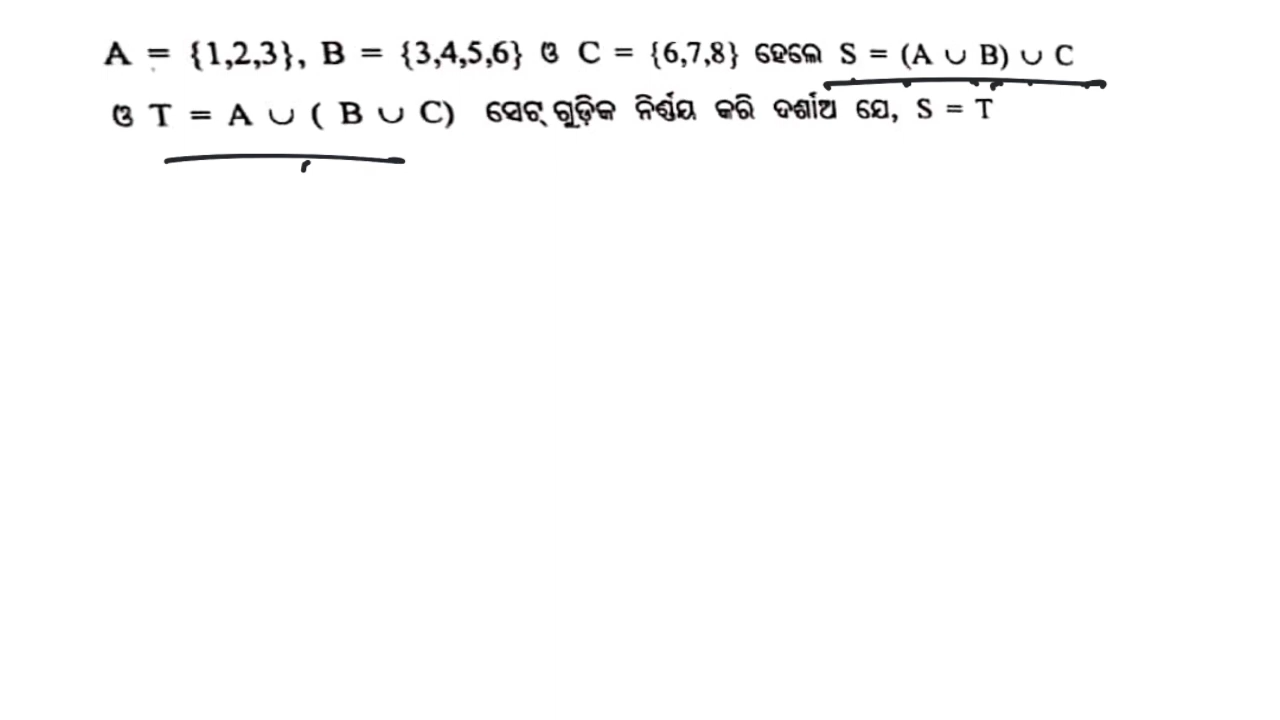 A = {1,2,3}, B = {3,4,5,6} ଓ C = {6,7,8} ହେଲେ S = (A ∪ B) ∪ C
ଓ T = A ∪ ( B ∪ C) ସେଟ୍ ଗୁଡ଼ିକ ନିର୍ଣ୍ଣୟ କରି ଦର୍ଶାଅ ଯେ, S = T